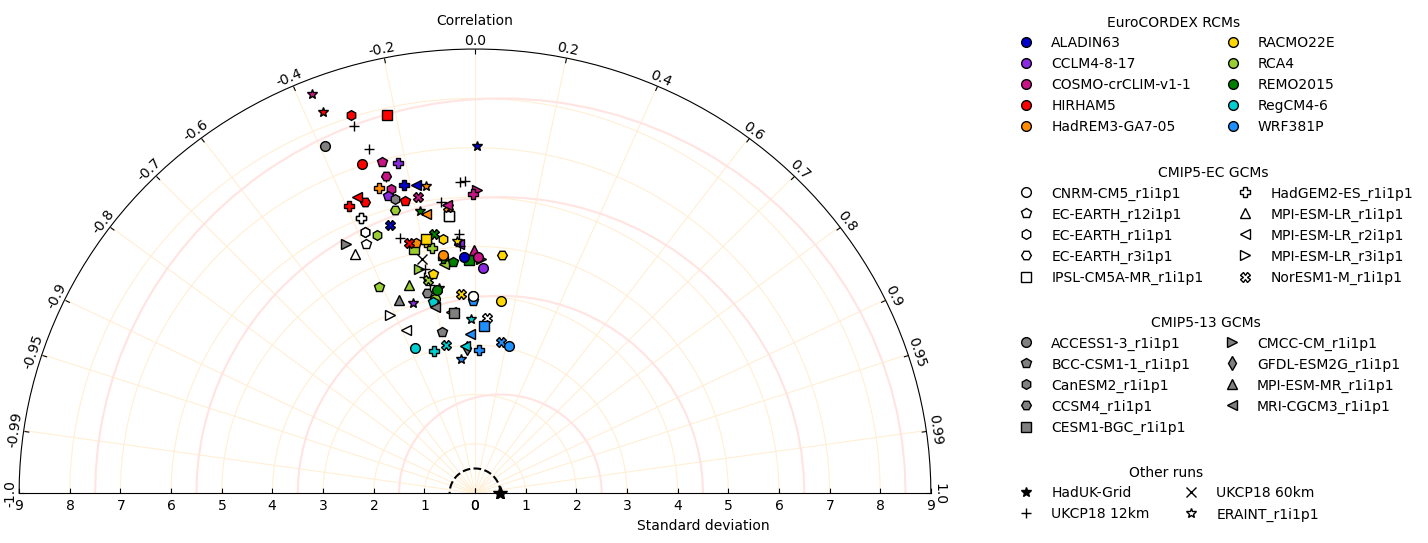 Correlation
0.0
-0.2
0.2
-0.4
0.4
-0.6
0.6
-0.7
0.7
-0.8
0.8
-0.9
0.9
-0.95
0.95
-0.99
0.99
-1.0
1.0
9 8 7 6 5 4 3 2 1 0 1 2 3 4 5 6 7 8 9
Standard deviation
EuroCORDEX RCMs
ALADIN63 RACMO22E
CCLM4-8-17 RCA4
COSMO-crCLIM-v1-1 REMO2015
HIRHAM5 RegCM4-6
HadREM3-GA7-05 WRF381P
CMIP5-EC GCMs
CNRM-CM5_r1i1p1 HadGEM2-ES_r1i1p1
EC-EARTH_r12i1p1 MPI-ESM-LR_r1i1p1
EC-EARTH_r1i1p1 MPI-ESM-LR_r2i1p1
EC-EARTH_r3i1p1 MPI-ESM-LR_r3i1p1
IPSL-CM5A-MR_r1i1p1 NorESM1-M_r1i1p1
CMIP5-13 GCMs
ACCESS1-3_r1i1p1 CMCC-CM_r1i1p1
BCC-CSM1-1_r1i1p1 GFDL-ESM2G_r1i1p1
CanESM2_r1i1p1 MPI-ESM-MR_r1i1p1
CCSM4_r1i1p1 MRI-CGCM3_r1i1p1
CESM1-BGC_r1i1p1
Other runs
HadUK-Grid UKCP18 60km
UKCP18 12km ERAINT_r1i1p1